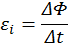 εᵢ = ΔΦ/Δt